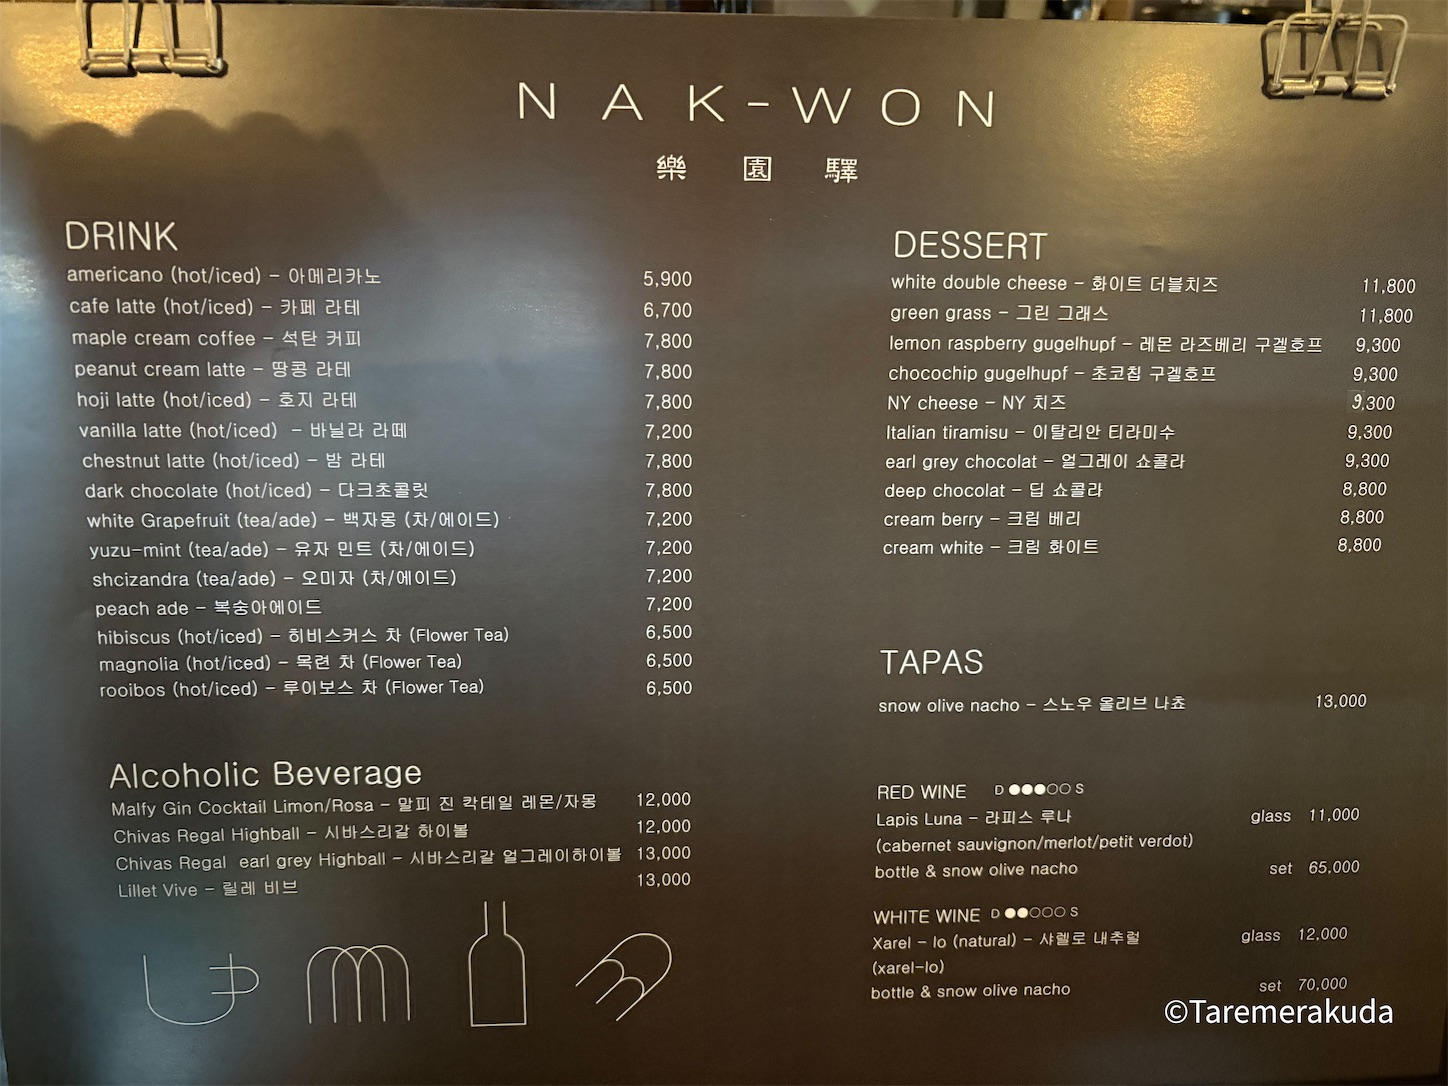 NAK-WON
樂園驛
DRINK
americano (hot/iced) - 아메리카노 5,900
cafe latte (hot/iced) - 카페 라테 6,700
maple cream coffee - 석탄 커피 7,800
peanut cream latte - 땅콩 라테 7,800
hoji latte (hot/iced) - 호지 라테 7,800
vanilla latte (hot/iced) - 바닐라 라떼 7,200
chestnut latte (hot/iced) - 밤 라테 7,800
dark chocolate (hot/iced) - 다크초콜릿 7,800
white Grapefruit (tea/ade) - 백자몽 (차/에이드) 7,200
yuzu-mint (tea/ade) - 유자 민트 (차/에이드) 7,200
shcizandra (tea/ade) - 오미자 (차/에이드) 7,200
peach ade - 복숭아에이드 7,200
hibiscus (hot/iced) - 히비스커스 차 (Flower Tea) 6,500
magnolia (hot/iced) - 목련 차 (Flower Tea) 6,500
rooibos (hot/iced) - 루이보스 차 (Flower Tea) 6,500
Alcoholic Beverage
Malfy Gin Cocktail Limon/Rosa - 말피 진 칵테일 레몬/자몽 12,000
Chivas Regal Highball - 시바스리갈 하이볼 12,000
Chivas Regal earl grey Highball - 시바스리갈 얼그레이하이볼 13,000
Lillet Vive - 릴레 비브 13,000
DESSERT
white double cheese - 화이트 더블치즈 11,800
green grass - 그린 그래스 11,800
lemon raspberry gugelhupf - 레몬 라즈베리 구겔호프 9,300
chocochip gugelhupf - 초코칩 구겔호프 9,300
NY cheese - NY 치즈 9,300
Italian tiramisu - 이탈리안 티라미수 9,300
earl grey chocolat - 얼그레이 쇼콜라 9,300
deep chocolat - 딥 쇼콜라 8,800
cream berry - 크림 베리 8,800
cream white - 크림 화이트 8,800
TAPAS
snow olive nacho - 스노우 올리브 나쵸 13,000
RED WINE D ●●●○○ S
Lapis Luna - 라피스 루나 glass 11,000
(cabernet sauvignon/merlot/petit verdot)
bottle & snow olive nacho set 65,000
WHITE WINE D ●●○○○ S
Xarel - lo (natural) - 샤렐로 내추럴 glass 12,000
(xarel-lo)
bottle & snow olive nacho set 70,000
©Taremerakuda